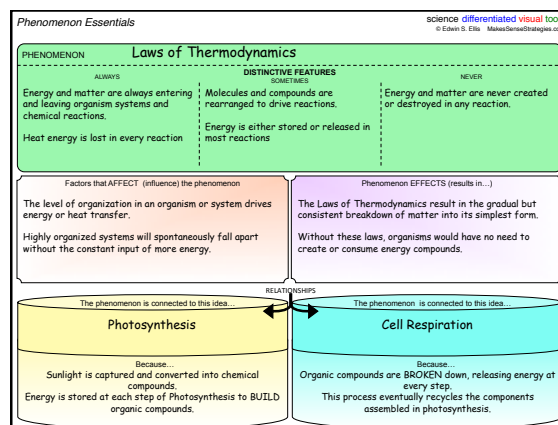 Phenomenon Essentials
science differentiated visual too
© Edwin S. Ellis MakesSenseStrategies.co
PHENOMENON Laws of Thermodynamics
DISTINCTIVE FEATURES
ALWAYS
Energy and matter are always entering
and leaving organism systems and
chemical reactions.
Heat energy is lost in every reaction
SOMETIMES
Molecules and compounds are
rearranged to drive reactions.
Energy is either stored or released in
most reactions
NEVER
Energy and matter are never created
or destroyed in any reaction.
Factors that AFFECT (influence) the phenomenon
The level of organization in an organism or system drives
energy or heat transfer.
Highly organized systems will spontaneously fall apart
without the constant input of more energy.
Phenomenon EFFECTS (results in…)
The Laws of Thermodynamics result in the gradual but
consistent breakdown of matter into its simplest form.
Without these laws, organisms would have no need to
create or consume energy compounds.
RELATIONSHIPS
The phenomenon is connected to this idea…
Photosynthesis
Because…
Sunlight is captured and converted into chemical
compounds.
Energy is stored at each step of Photosynthesis to BUILD
organic compounds.
The phenomenon is connected to this idea…
Cell Respiration
Because…
Organic compounds are BROKEN down, releasing energy at
every step.
This process eventually recycles the components
assembled in photosynthesis.